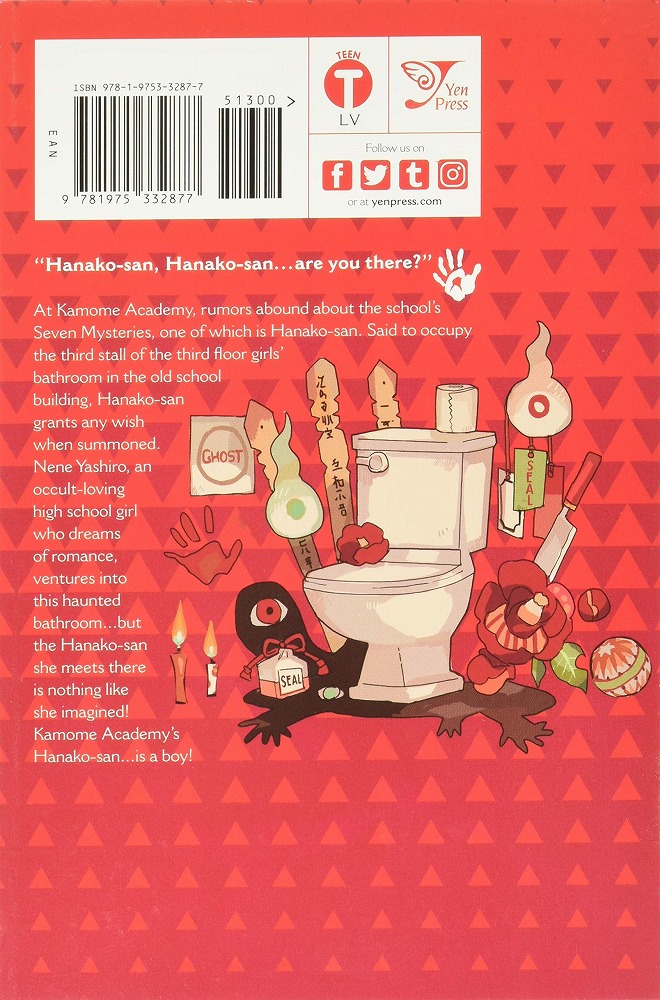 ISBN 978-1-9753-3287-7
51300 >
EAN
9 781975 332877
TEEN
T
LV
Yen
Press
Follow us on
or at yenpress.com
“Hanako-san, Hanako-san...are you there?”
At Kamome Academy, rumors abound about the school’s
Seven Mysteries, one of which is Hanako-san. Said to occupy
the third stall of the third floor girls’
bathroom in the old school
building, Hanako-san
grants any wish
when summoned.
Nene Yashiro, an
occult-loving
high school girl
who dreams
of romance,
ventures into
this haunted
bathroom...but
the Hanako-san
she meets there
is nothing like
she imagined!
Kamome Academy’s
Hanako-san...is a boy!
GHOST
SEAL
SEAL